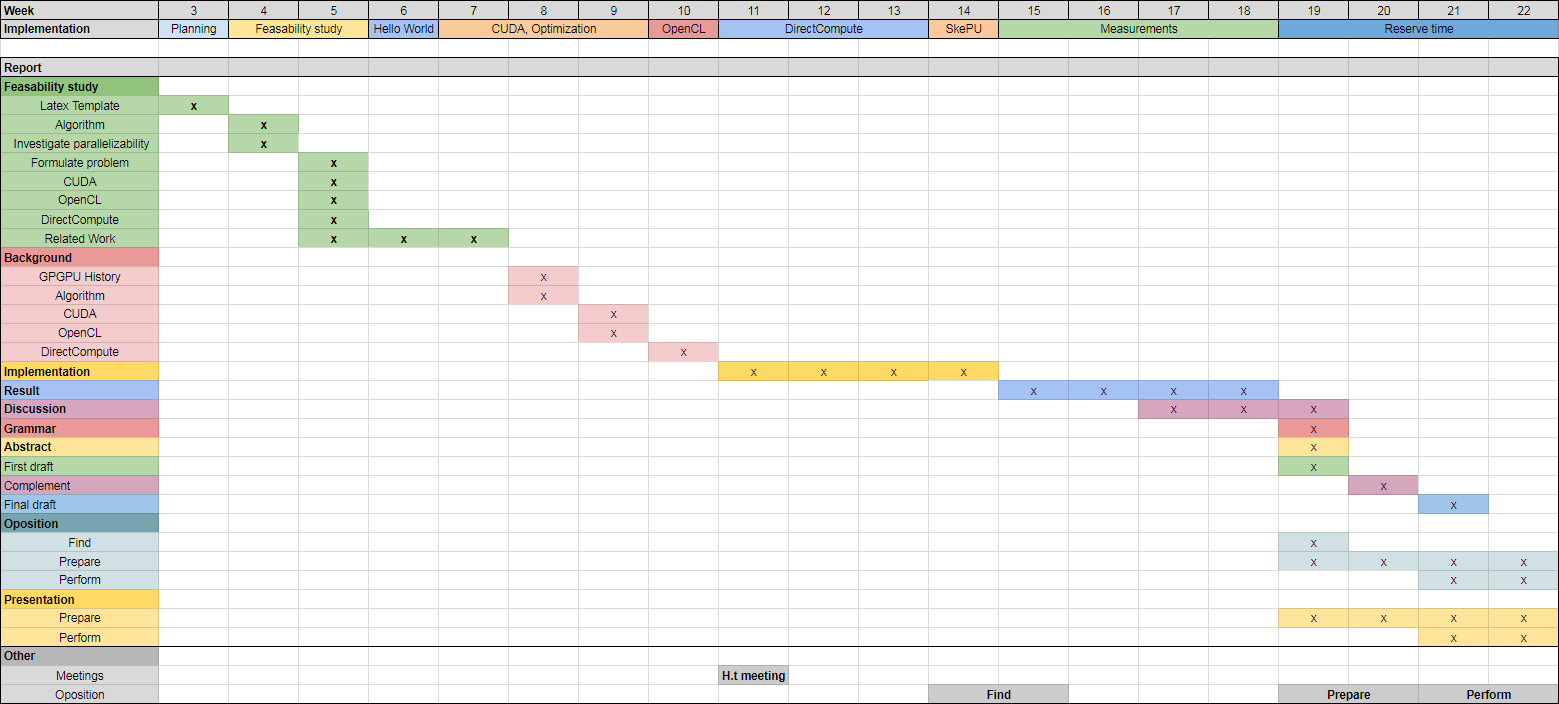 Week 3 4 5 6 7 8 9 10 11 12 13 14 15 16 17 18 19 20 21 22
Implementation Planning Feasability study Hello World CUDA, Optimization OpenCL DirectCompute SkePU Measurements Reserve time
Report
Feasability study
Latex Template x
Algorithm x
Investigate parallelizability x
Formulate problem x
CUDA x
OpenCL x
DirectCompute x
Related Work x x x
Background
GPGPU History x
Algorithm x
CUDA x
OpenCL x
DirectCompute x
Implementation x x x x
Result x x x x
Discussion x x x
Grammar x
Abstract x
First draft x
Complement x
Final draft x
Oposition
Find x
Prepare x x x x
Perform x x
Presentation
Prepare x x x x
Perform x x
Other
Meetings H.t meeting
Oposition Find Prepare Perform